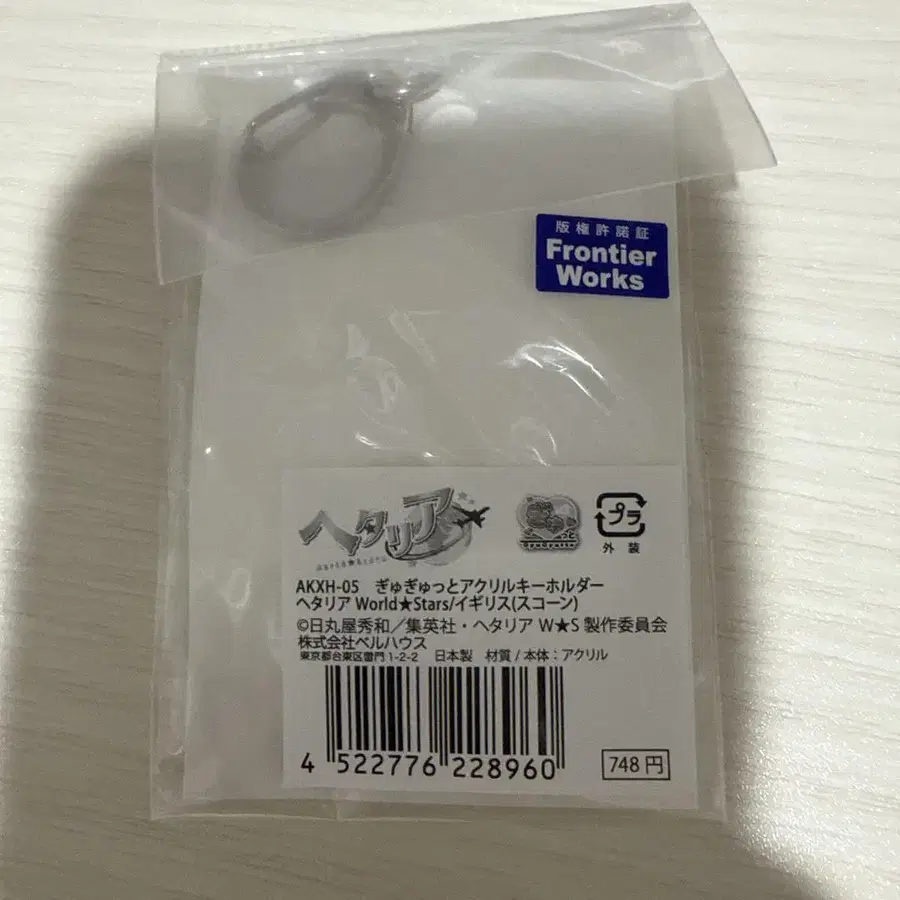 版権許諾証
Frontier
Works
ヘタリア
world★stars
プラ
外装
AKXH-05　ぎゅぎゅっとアクリルキーホルダー
ヘタリア World★Stars/イギリス(スコーン)
©日丸屋秀和／集英社・ヘタリア W★S 製作委員会
株式会社ベルハウス
東京都台東区雷門1-2-2　日本製　材質 / 本体：アクリル
4 522776 228960
748 円